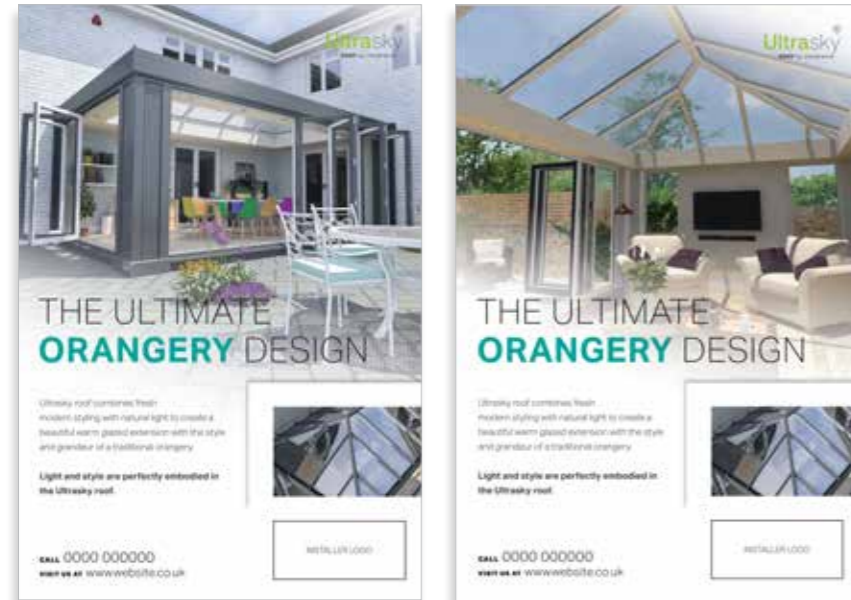 Ultrasky
THE ULTIMATE
ORANGERY DESIGN
Ultrasky roof combines fresh
modern styling with natural light to create a
beautiful warm glazed extension with the style
and grandeur of a traditional orangery.
Light and style are perfectly embodied in
the Ultrasky roof.
CALL 0000 000000
VISIT US AT www.website.co.uk
INSTALLER LOGO
Ultrasky
THE ULTIMATE
ORANGERY DESIGN
Ultrasky roof combines fresh
modern styling with natural light to create a
beautiful warm glazed extension with the style
and grandeur of a traditional orangery.
Light and style are perfectly embodied in
the Ultrasky roof.
CALL 0000 000000
VISIT US AT www.website.co.uk
INSTALLER LOGO